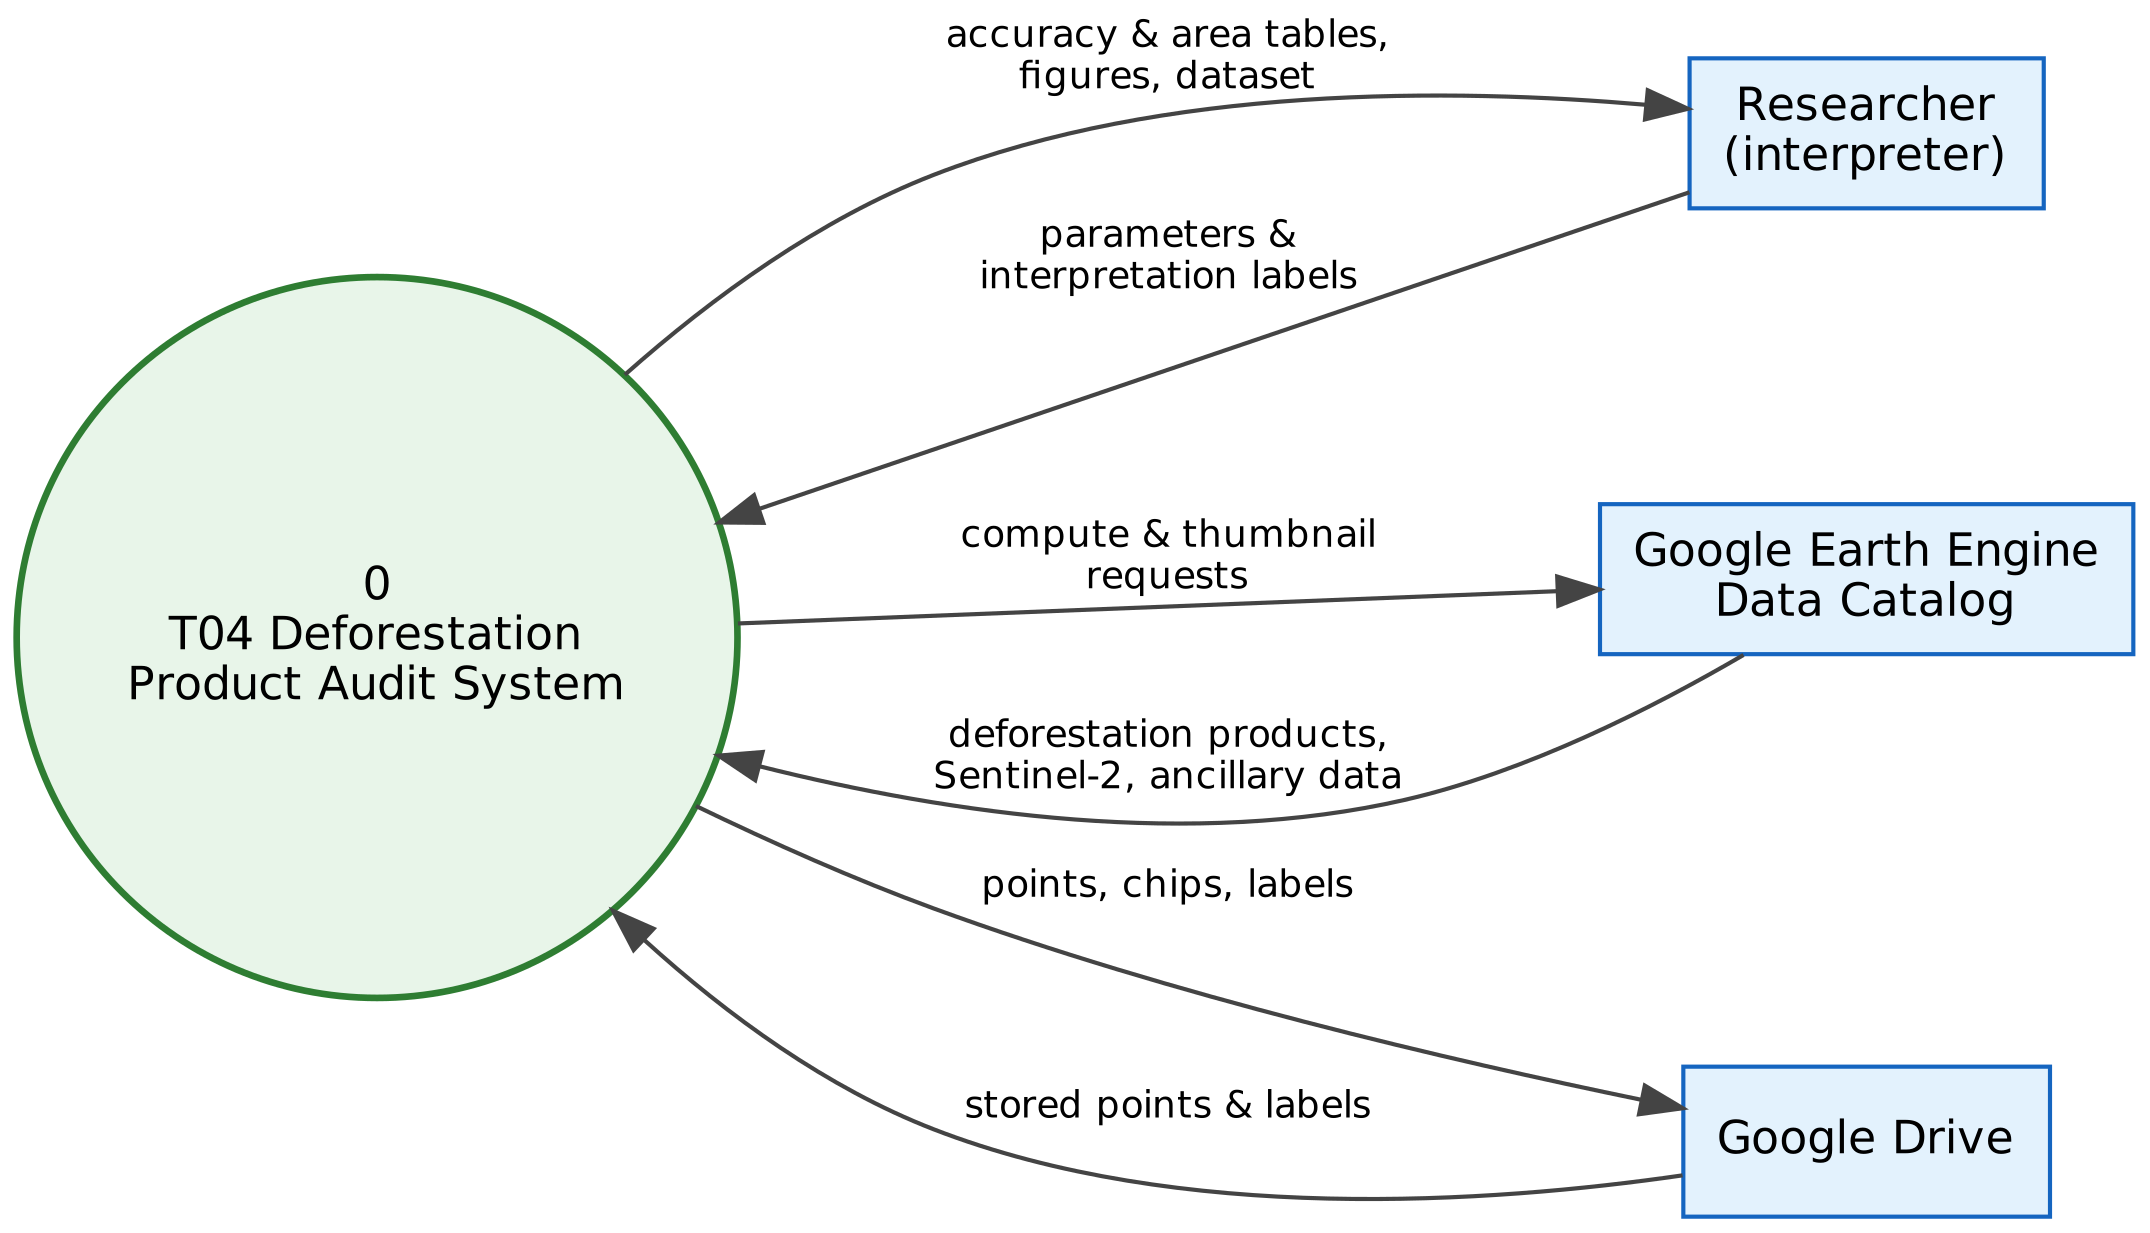 accuracy & area tables,
figures, dataset
Researcher
(interpreter)
parameters &
interpretation labels
compute & thumbnail
requests
Google Earth Engine
Data Catalog
0
T04 Deforestation
Product Audit System
deforestation products,
Sentinel-2, ancillary data
points, chips, labels
stored points & labels
Google Drive